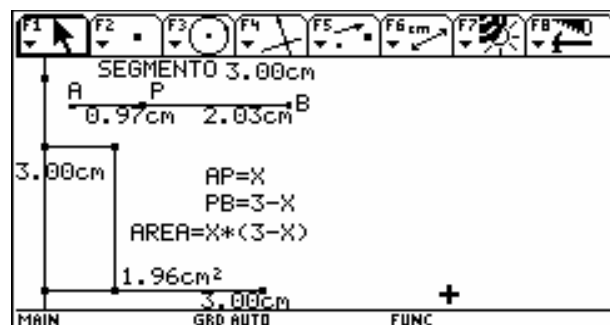 F1 F2 F3 F4 F5 F6 cm F7 F8
SEGMENTO 3.00cm
A P B
0.97cm 2.03cm
3.00cm
AP=X
PB=3-X
AREA=X*(3-X)
1.96cm²
3.00cm
MAIN GRD AUTO FUNC